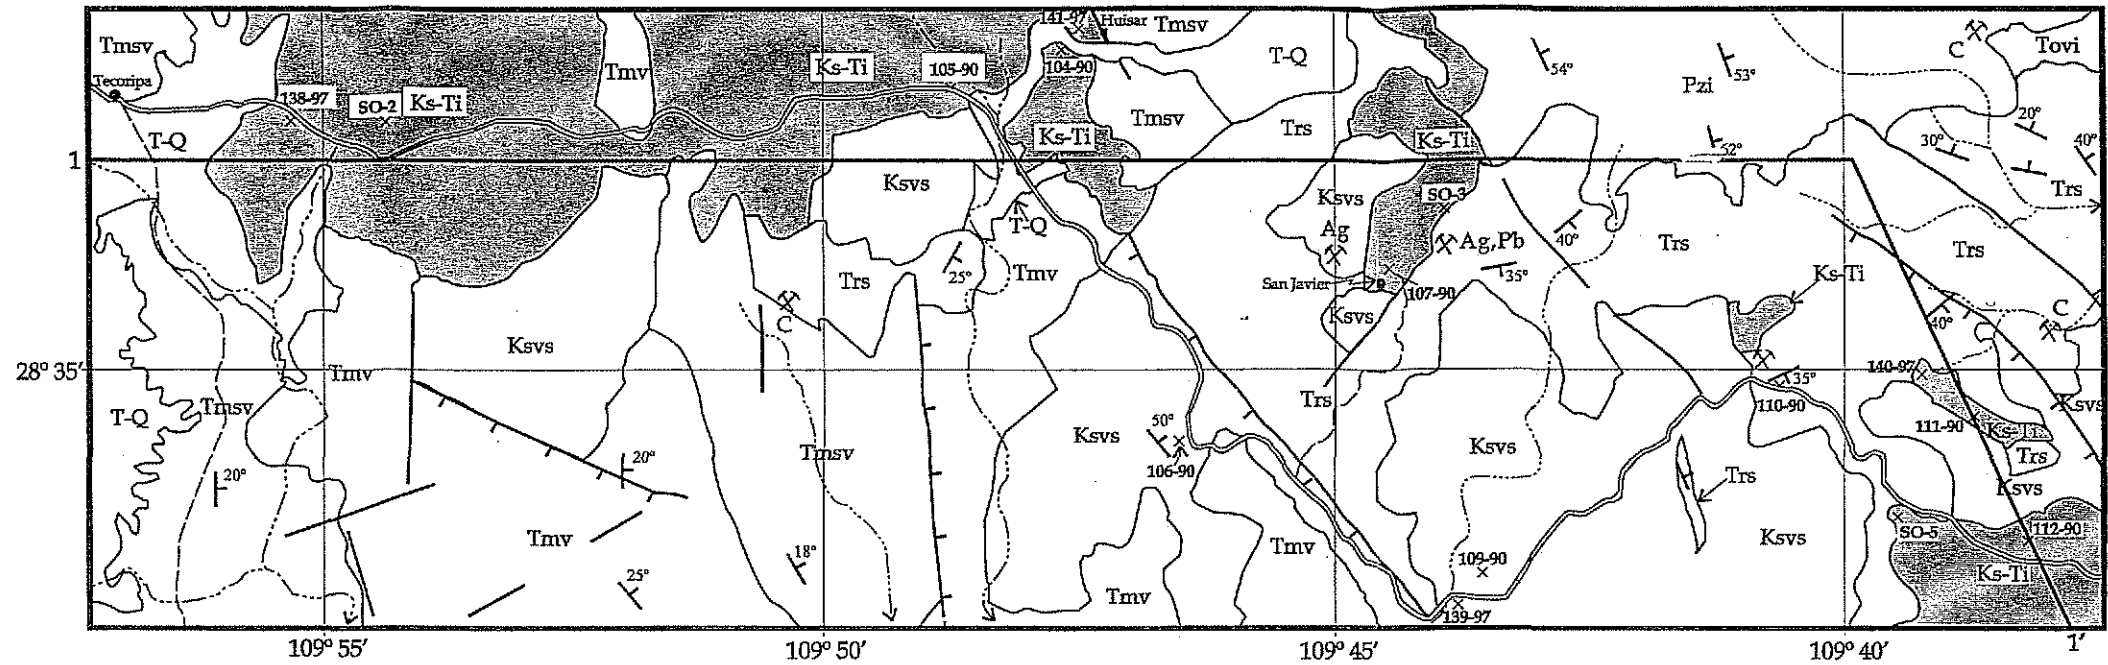 141-97 Huisar Tmsv
Tmsv
T-Q
C
Tovi
Tecoripa
Tmv
Ks-Ti
105-90
104-90
54°
53°
Pzi
138-97
SO-2
Ks-Ti
Tmsv
Trs
20°
T-Q
Ks-Ti
Ks-Ti
52°
30°
40°
1
Ksvs
Ksvs
SO-3
Trs
T-Q
Ag
Ag,Pb
40°
Trs
Trs
25°
Tmv
Trs
San Javier
35°
Ks-Ti
107-90
C
Ksvs
40°
C
Ksvs
28° 35'
Tmv
140-97
35°
T-Q
Tmsv
Trs
110-90
Ksvs
50°
Ksvs
Ksvs
111-90
Ks-Ti
Tmsv
106-90
Trs
20°
20°
Trs
Ksvs
Tmv
18°
Tmv
Ksvs
SO-5
112-90
109-90
25°
Tmv
Ks-Ti
139-97
109° 55'
109° 50'
109° 45'
109° 40'
1'